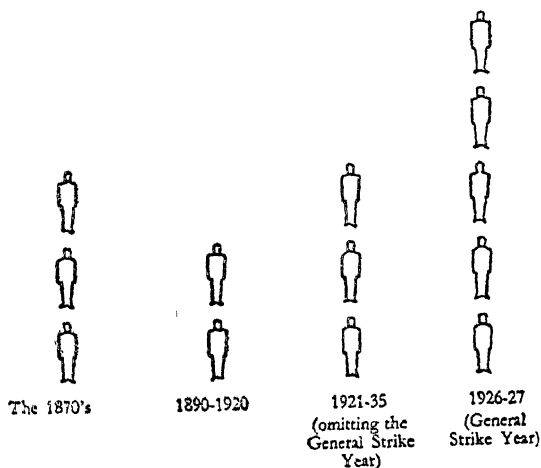 The 1870's
1890-1920
1921-35
(omitting the
General Strike
Year)
1926-27
(General
Strike Year)